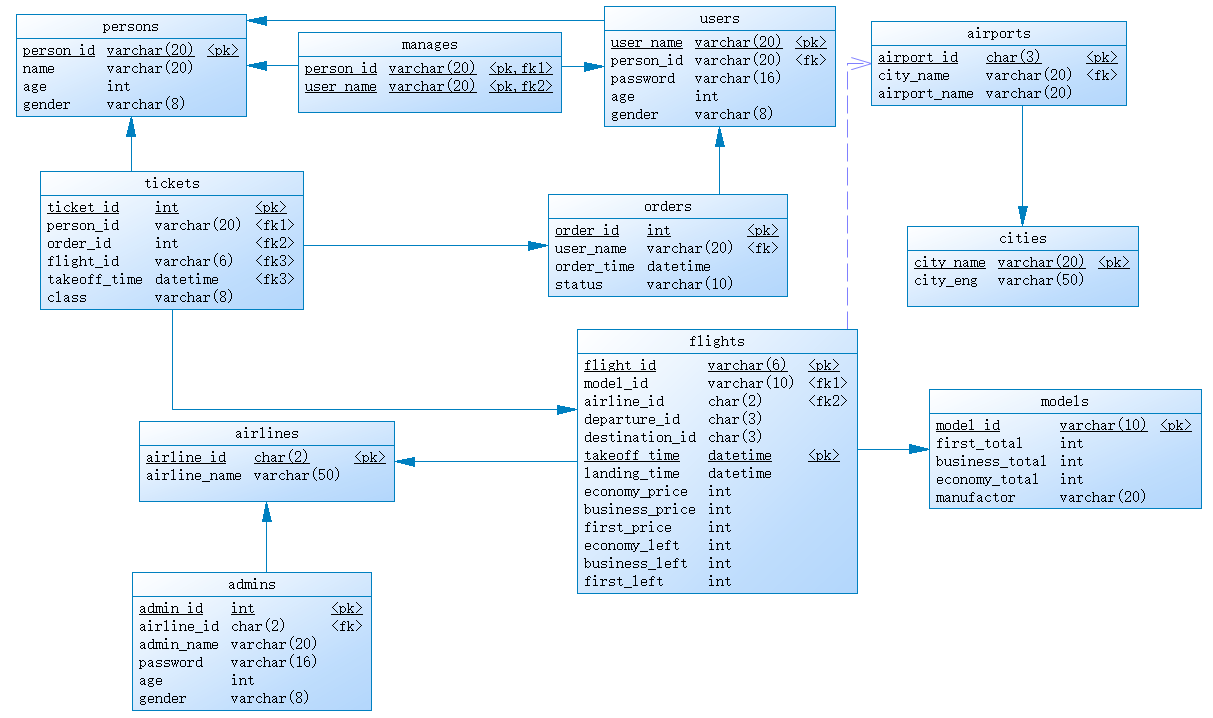 persons
person_id varchar(20) <pk>
name varchar(20)
age int
gender varchar(8)
manages
person_id varchar(20) <pk,fk1>
user_name varchar(20) <pk,fk2>
users
user_name varchar(20) <pk>
person_id varchar(20) <fk>
password varchar(16)
age int
gender varchar(8)
airports
airport_id char(3) <pk>
city_name varchar(20) <fk>
airport_name varchar(20)
tickets
ticket_id int <pk>
person_id varchar(20) <fk1>
order_id int <fk2>
flight_id varchar(6) <fk3>
takeoff_time datetime <fk3>
class varchar(8)
orders
order_id int <pk>
user_name varchar(20) <fk>
order_time datetime
status varchar(10)
cities
city_name varchar(20) <pk>
city_eng varchar(50)
flights
flight_id varchar(6) <pk>
model_id varchar(10) <fk1>
airline_id char(2) <fk2>
departure_id char(3)
destination_id char(3)
takeoff_time datetime <pk>
landing_time datetime
economy_price int
business_price int
first_price int
economy_left int
business_left int
first_left int
models
model_id varchar(10) <pk>
first_total int
business_total int
economy_total int
manufactor varchar(20)
airlines
airline_id char(2) <pk>
airline_name varchar(50)
admins
admin_id int <pk>
airline_id char(2) <fk>
admin_name varchar(20)
password varchar(16)
age int
gender varchar(8)